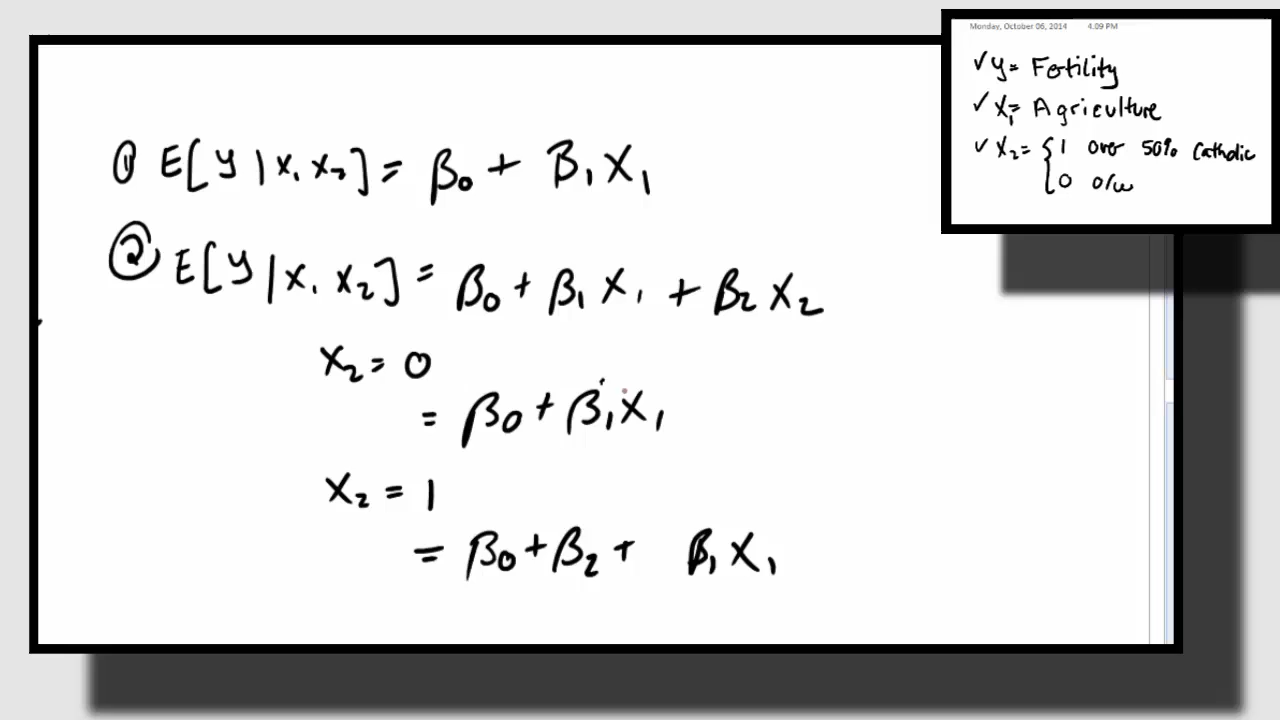 ① E[Y | X₁ X₂] = β₀ + β₁ X₁
② E[Y | X₁ X₂] = β₀ + β₁ X₁ + β₂ X₂
X₂ = 0
= β₀ + β₁ X₁
X₂ = 1
= β₀ + β₂ + β₁ X₁
Monday, October 06, 2014 4:09 PM
✓ Y = Fertility
✓ X₁ = Agriculture
✓ X₂ = { 1 over 50% Catholic
0 o/w